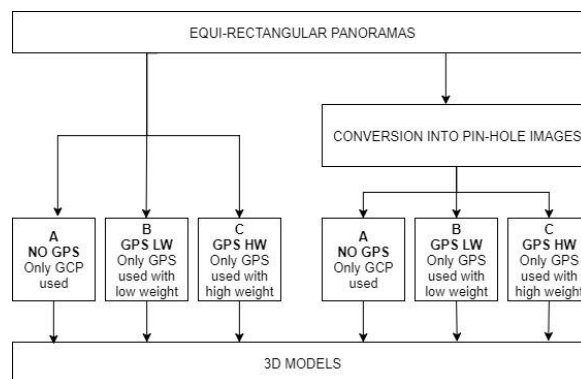 EQUI-RECTANGULAR PANORAMAS
CONVERSION INTO PIN-HOLE IMAGES
A
NO GPS
Only GCP
used
B
GPS LW
Only GPS
used with
low weight
C
GPS HW
Only GPS
used with
high weight
A
NO GPS
Only GCP
used
B
GPS LW
Only GPS
used with
low weight
C
GPS HW
Only GPS
used with
high weight
3D MODELS